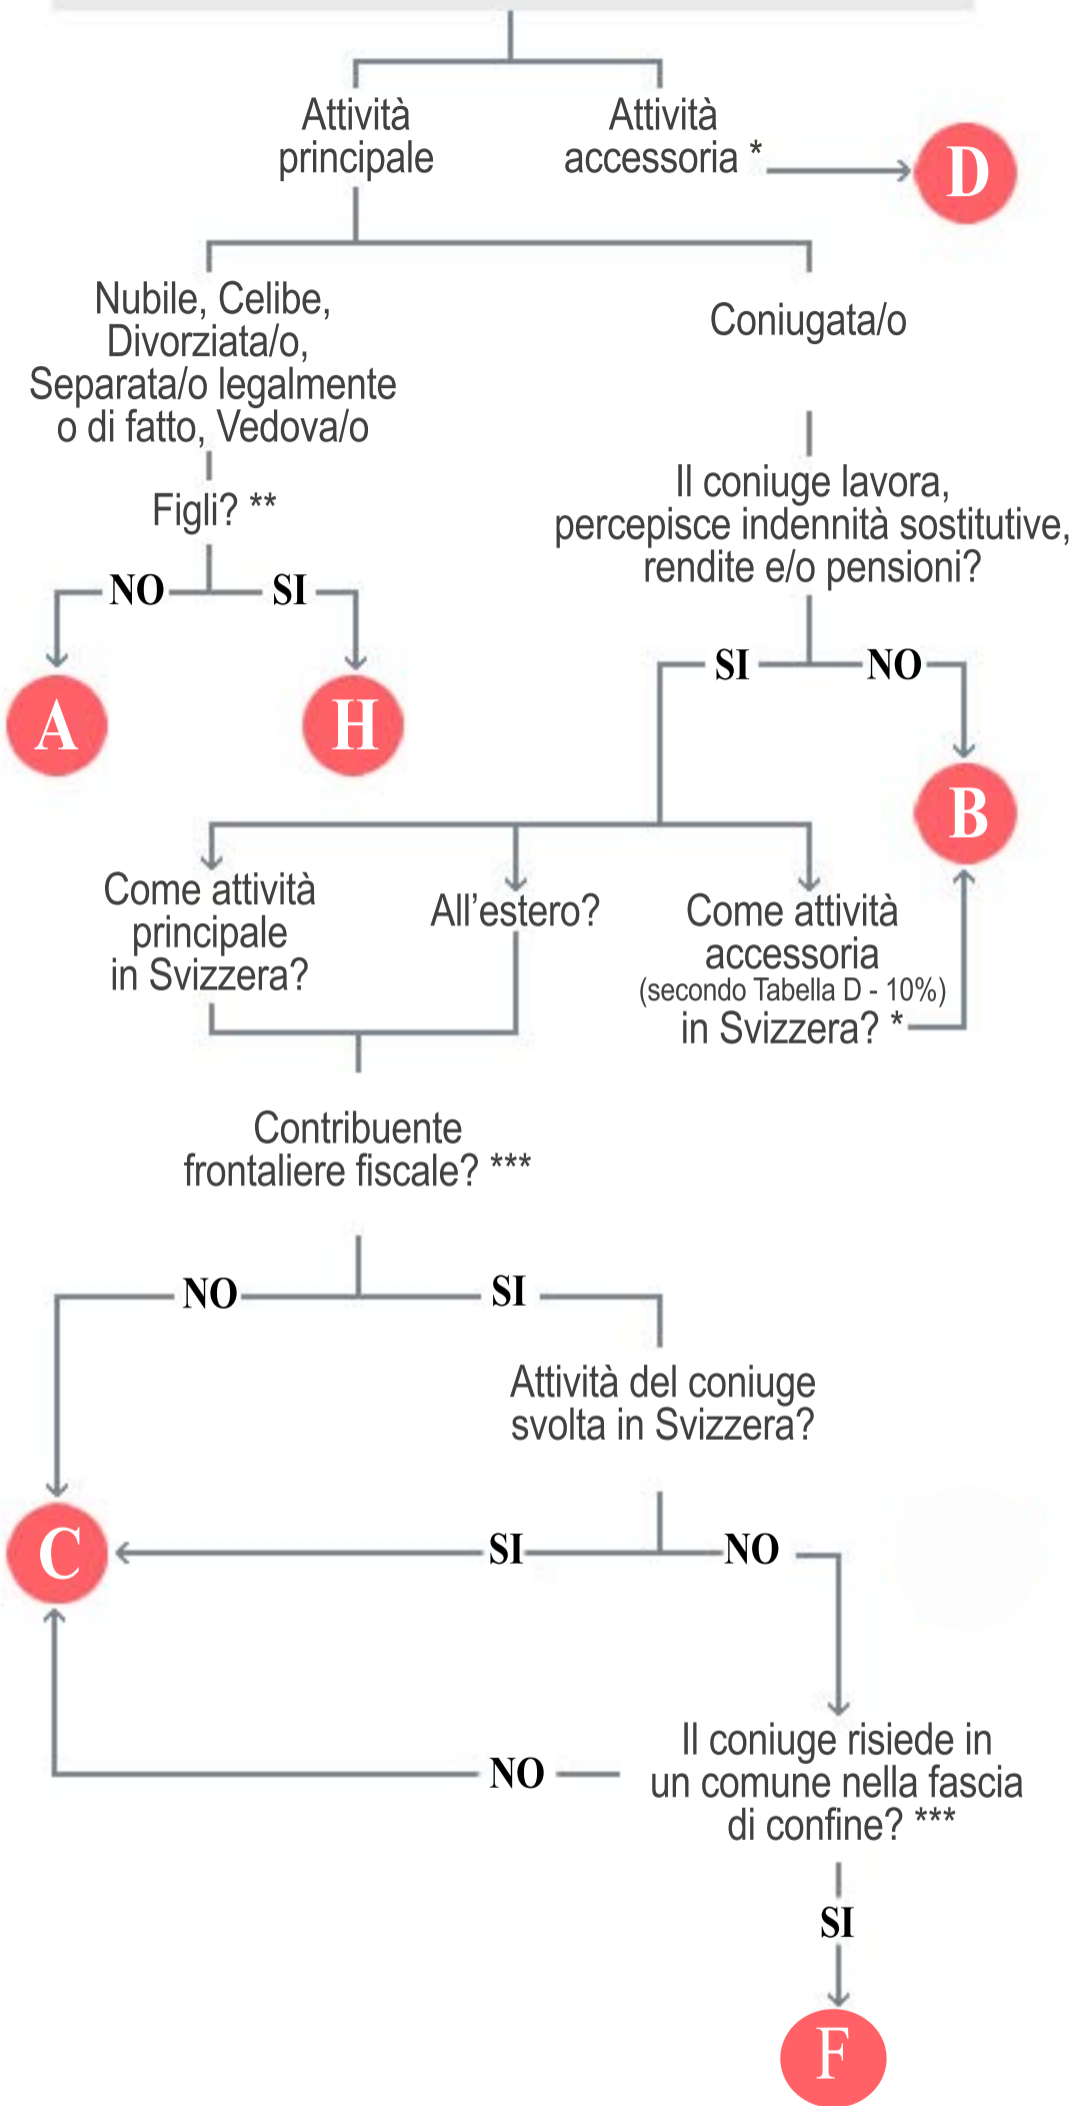 Attività
principale
Attività
accessoria *
D
Nubile, Celibe,
Divorziata/o,
Separata/o legalmente
o di fatto, Vedova/o
Coniugata/o
Figli? **
Il coniuge lavora,
percepisce indennità sostitutive,
rendite e/o pensioni?
NO
SI
SI
NO
A
H
B
Come attività
principale
in Svizzera?
All'estero?
Come attività
accessoria
(secondo Tabella D - 10%)
in Svizzera? *
Contribuente
frontaliere fiscale? ***
NO
SI
Attività del coniuge
svolta in Svizzera?
C
SI
NO
Il coniuge risiede in
un comune nella fascia
di confine? ***
NO
SI
F